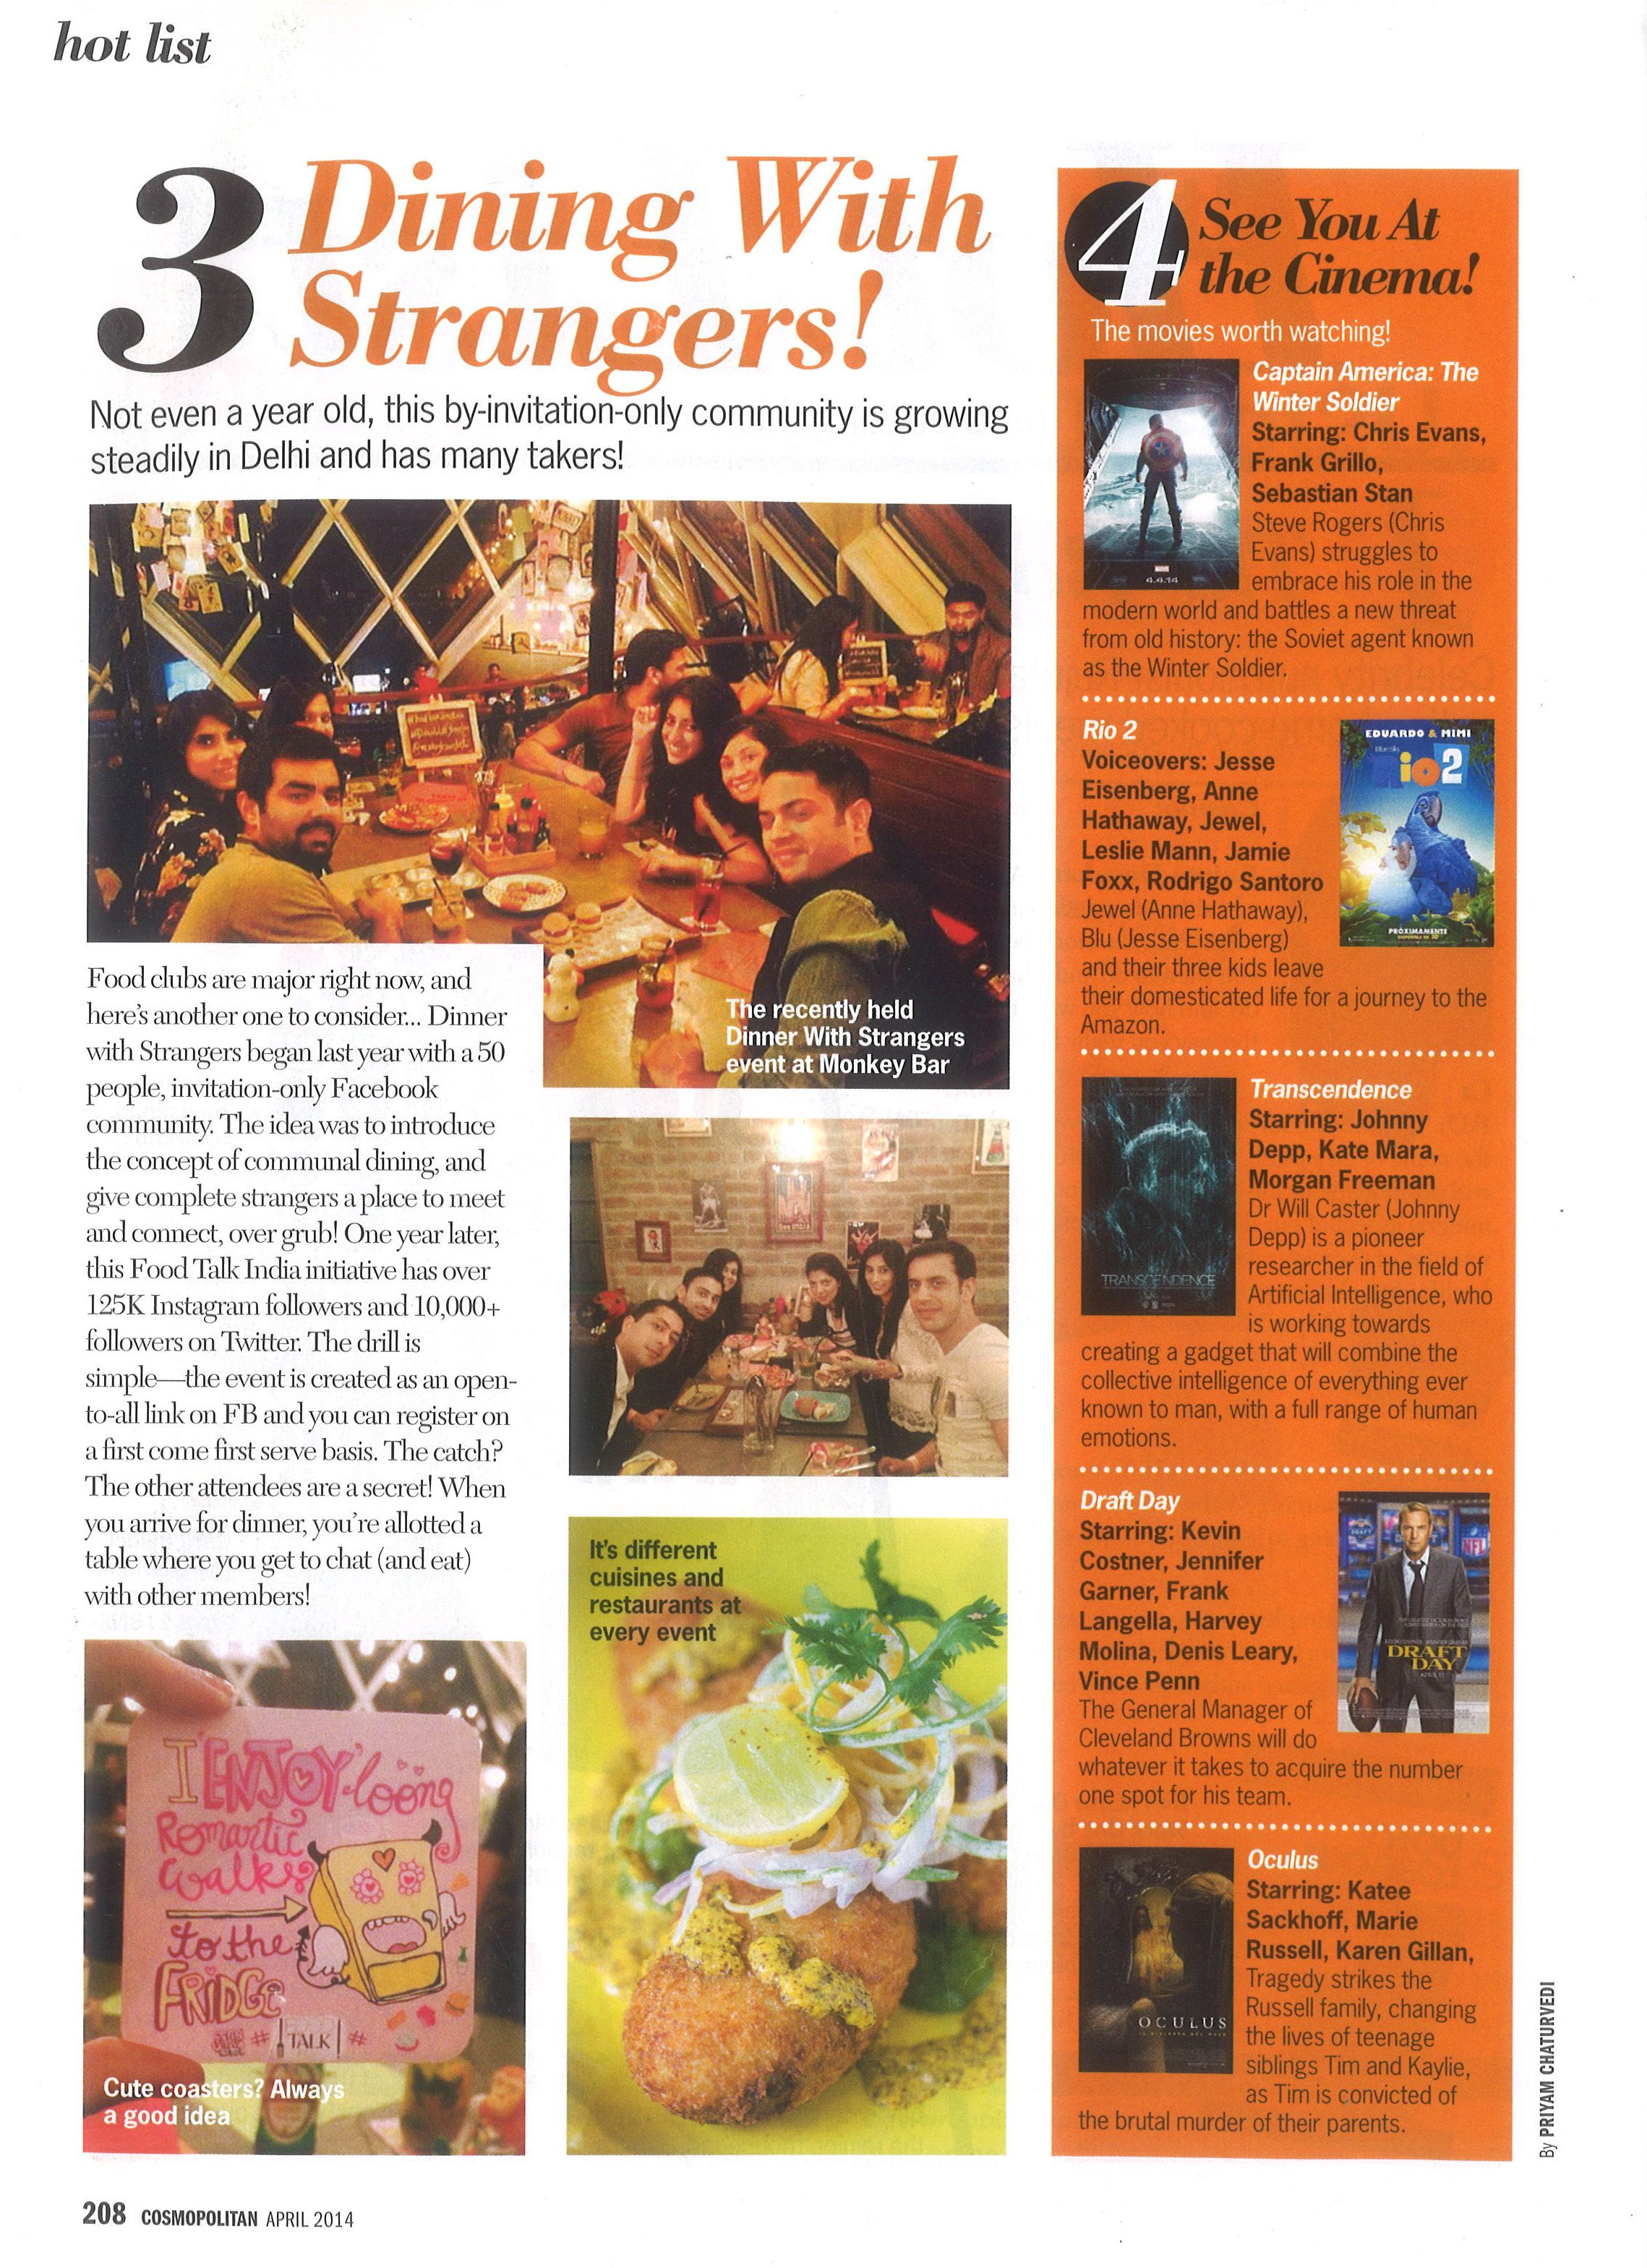 hot list
3 Dining With
Strangers!
Not even a year old, this by-invitation-only community is growing
steadily in Delhi and has many takers!
The recently held
Dinner With Strangers
event at Monkey Bar
Food clubs are major right now, and
here's another one to consider... Dinner
with Strangers began last year with a 50
people, invitation-only Facebook
community. The idea was to introduce
the concept of communal dining, and
give complete strangers a place to meet
and connect, over grub! One year later,
this Food Talk India initiative has over
125K Instagram followers and 10,000+
followers on Twitter. The drill is
simple—the event is created as an open-
to-all link on FB and you can register on
a first come first serve basis. The catch?
The other attendees are a secret! When
you arrive for dinner, you're allotted a
table where you get to chat (and eat)
with other members!
I ENJOY loong
Romartic
walks
to the
FRIDGE
# TALK #
Cute coasters? Always
a good idea
It's different
cuisines and
restaurants at
every event
4 See You At
the Cinema!
The movies worth watching!
4.4.14
Captain America: The
Winter Soldier
Starring: Chris Evans,
Frank Grillo,
Sebastian Stan
Steve Rogers (Chris
Evans) struggles to
embrace his role in the
modern world and battles a new threat
from old history: the Soviet agent known
as the Winter Soldier.
Rio 2
Voiceovers: Jesse
Eisenberg, Anne
Hathaway, Jewel,
Leslie Mann, Jamie
Foxx, Rodrigo Santoro
Jewel (Anne Hathaway),
Blu (Jesse Eisenberg)
and their three kids leave
their domesticated life for a journey to the
Amazon.
EDUARDO & MIMI
Rio 2
PRÓXIMAMENTE
TRANSCENDENCE
Transcendence
Starring: Johnny
Depp, Kate Mara,
Morgan Freeman
Dr Will Caster (Johnny
Depp) is a pioneer
researcher in the field of
Artificial Intelligence, who
is working towards
creating a gadget that will combine the
collective intelligence of everything ever
known to man, with a full range of human
emotions.
Draft Day
Starring: Kevin
Costner, Jennifer
Garner, Frank
Langella, Harvey
Molina, Denis Leary,
Vince Penn
The General Manager of
Cleveland Browns will do
whatever it takes to acquire the number
one spot for his team.
NFL
DRAFT
DAY
OCULUS
Oculus
Starring: Katee
Sackhoff, Marie
Russell, Karen Gillan,
Tragedy strikes the
Russell family, changing
the lives of teenage
siblings Tim and Kaylie,
as Tim is convicted of
the brutal murder of their parents.
By PRIYAM CHATURVEDI
208 COSMOPOLITAN APRIL 2014